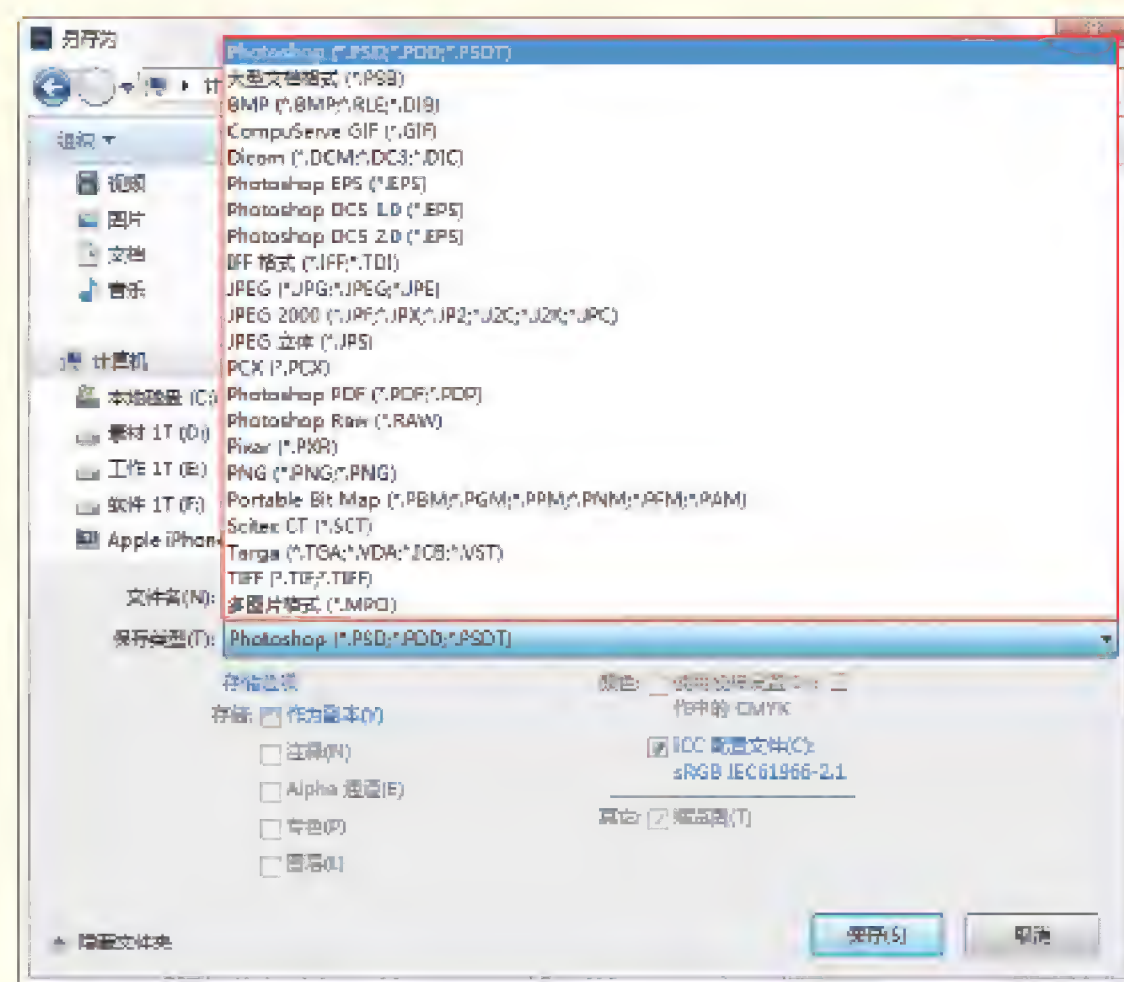 另存为
计
组织
视频
图片
文档
音乐
计算机
本地磁盘 (C:)
素材 1T (D:)
工作 1T (E:)
软件 1T (F:)
Apple iPhone
Photoshop (*.PSD;*.PDD;*.PSDT)
大型文档格式 (*.PSB)
BMP (*.BMP;*.RLE;*.DIB)
CompuServe GIF (*.GIF)
Dicom (*.DCM;*.DC3;*.DIC)
Photoshop EPS (*.EPS)
Photoshop DCS 1.0 (*.EPS)
Photoshop DCS 2.0 (*.EPS)
IFF 格式 (*.IFF;*.TDI)
JPEG (*.JPG;*.JPEG;*.JPE)
JPEG 2000 (*.JPF;*.JPX;*.JP2;*.J2C;*.J2K;*.JPC)
JPEG 立体 (*.JPS)
PCX (*.PCX)
Photoshop PDF (*.PDF;*.PDP)
Photoshop Raw (*.RAW)
Pixar (*.PXR)
PNG (*.PNG;*.PNG)
Portable Bit Map (*.PBM;*.PGM;*.PPM;*.PNM;*.PFM;*.PAM)
Scitex CT (*.SCT)
Targa (*.TGA;*.VDA;*.ICB;*.VST)
TIFF (*.TIF;*.TIFF)
多图片格式 (*.MPO)
文件名(N):
保存类型(T): Photoshop (*.PSD;*.PDD;*.PSDT)
存储选项
存储: 作为副本(Y)
注释(N)
Alpha 通道(E)
专色(P)
图层(L)
颜色:
作中的 CMYK
ICC 配置文件(C):
sRGB IEC61966-2.1
其它: 缩览图(T)
隐藏文件夹
保存(S)
取消